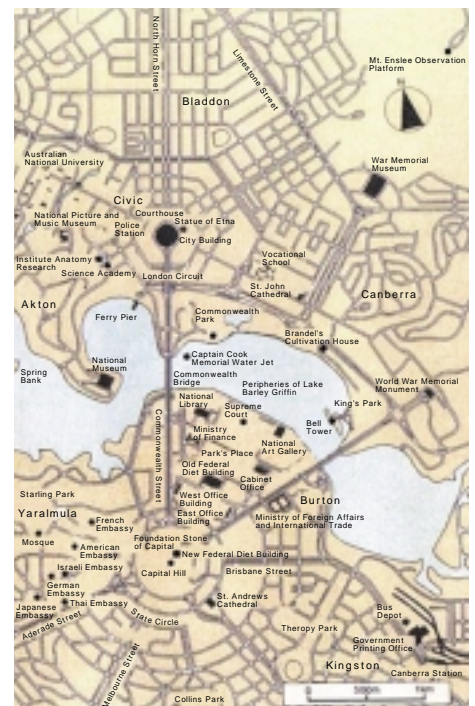 North Horn Street
Limestone Street
Mt. Enslee Observation
Platform
N
Bladdon
Australian
National University
War Memorial
Museum
Civic
Courthouse
National Picture and
Music Museum
Statue of Etna
Police
Station
City Building
Institute Anatomy
Research
Science Academy
Vocational
School
London Circuit
St. John
Cathedral
Canberra
Akton
Ferry Pier
Commonwealth
Park
Brandel's
Cultivation House
Captain Cook
Memorial Water Jet
Spring
Bank
National
Museum
Commonwealth
Bridge
Peripheries of Lake
Barley Griffin
World War Memorial
Monument
National
Library
Supreme
Court
King's Park
Bell
Tower
Commonwealth Street
Ministry
of Finance
National
Art Gallery
Park's Place
Old Federal
Diet Building
Cabinet
Office
Starling Park
West Office
Building
Burton
Yaralmula
East Office
Building
Ministry of Foreign Affairs
and International Trade
French
Embassy
Mosque
Foundation Stone
of Capital
American
Embassy
New Federal Diet Building
Israeli Embassy
Capital Hill
Brisbane Street
German
Embassy
Japanese
Embassy
Thai Embassy
St. Andrews
Cathedral
Aderade Street
State Circle
Bus
Depot
Theropy Park
Government
Printing Office
Melbourne Street
Kingston
Canberra Station
Collins Park
0
500m
1km